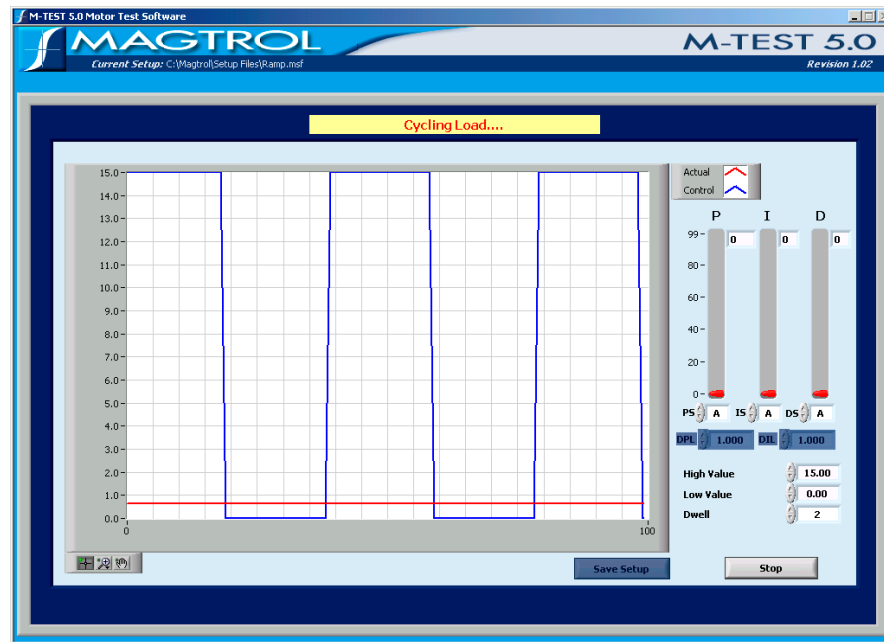 M-TEST 5.0 Motor Test Software
MAGTROL
M-TEST 5.0
Current Setup: C:\Magtrol\Setup Files\Ramp.msf
Revision 1.02
Cycling Load....
15.0
14.0
13.0
12.0
11.0
10.0
9.0
8.0
7.0
6.0
5.0
4.0
3.0
2.0
1.0
0.0
0
100
Actual
Control
P I D
99
80
60
40
20
0
0 0 0
PS A IS A DS A
DPL 1.000 DIL 1.000
High Value 15.00
Low Value 0.00
Dwell 2
Save Setup
Stop